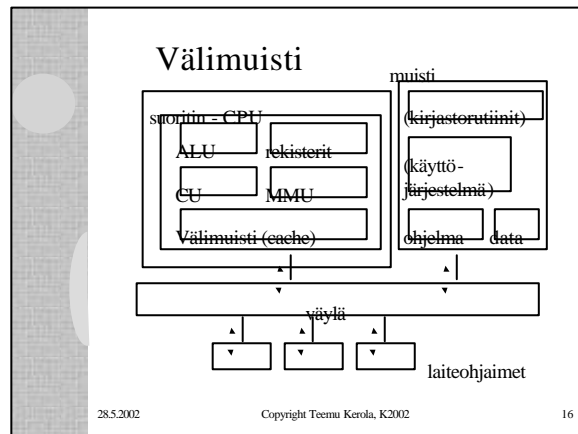 Välimuisti
muisti
suoritin - CPU
(kirjastorutiinit)
ALU rekisterit
(käyttö-
järjestelmä)
CU MMU
Välimuisti (cache)
ohjelma data
väylä
laiteohjaimet
28.5.2002 Copyright Teemu Kerola, K2002 16